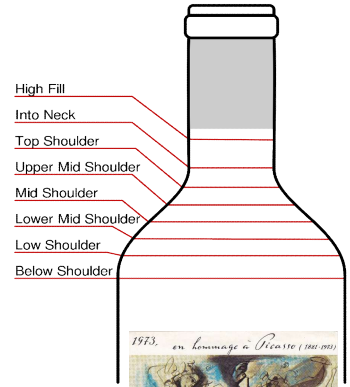 High Fill
Into Neck
Top Shoulder
Upper Mid Shoulder
Mid Shoulder
Lower Mid Shoulder
Low Shoulder
Below Shoulder
1973, en hommage à Picasso (1881-1973)